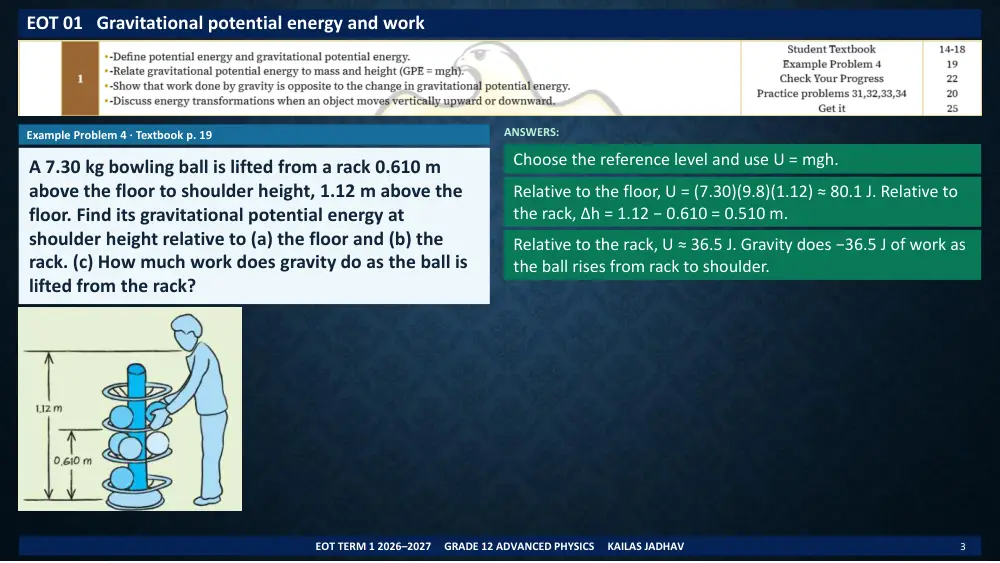 EOT 01 Gravitational potential energy and work
1
•-Define potential energy and gravitational potential energy.
•-Relate gravitational potential energy to mass and height (GPE = mgh).
•-Show that work done by gravity is opposite to the change in gravitational potential energy.
•-Discuss energy transformations when an object moves vertically upward or downward.
Student Textbook 14-18
Example Problem 4 19
Check Your Progress 22
Practice problems 31,32,33,34 20
Get it 25
Example Problem 4 · Textbook p. 19
A 7.30 kg bowling ball is lifted from a rack 0.610 m
above the floor to shoulder height, 1.12 m above the
floor. Find its gravitational potential energy at
shoulder height relative to (a) the floor and (b) the
rack. (c) How much work does gravity do as the ball is
lifted from the rack?
1.12 m
0.610 m
ANSWERS:
Choose the reference level and use U = mgh.
Relative to the floor, U = (7.30)(9.8)(1.12) ≈ 80.1 J. Relative to
the rack, Δh = 1.12 − 0.610 = 0.510 m.
Relative to the rack, U ≈ 36.5 J. Gravity does −36.5 J of work as
the ball rises from rack to shoulder.
EOT TERM 1 2026–2027 GRADE 12 ADVANCED PHYSICS KAILAS JADHAV
3